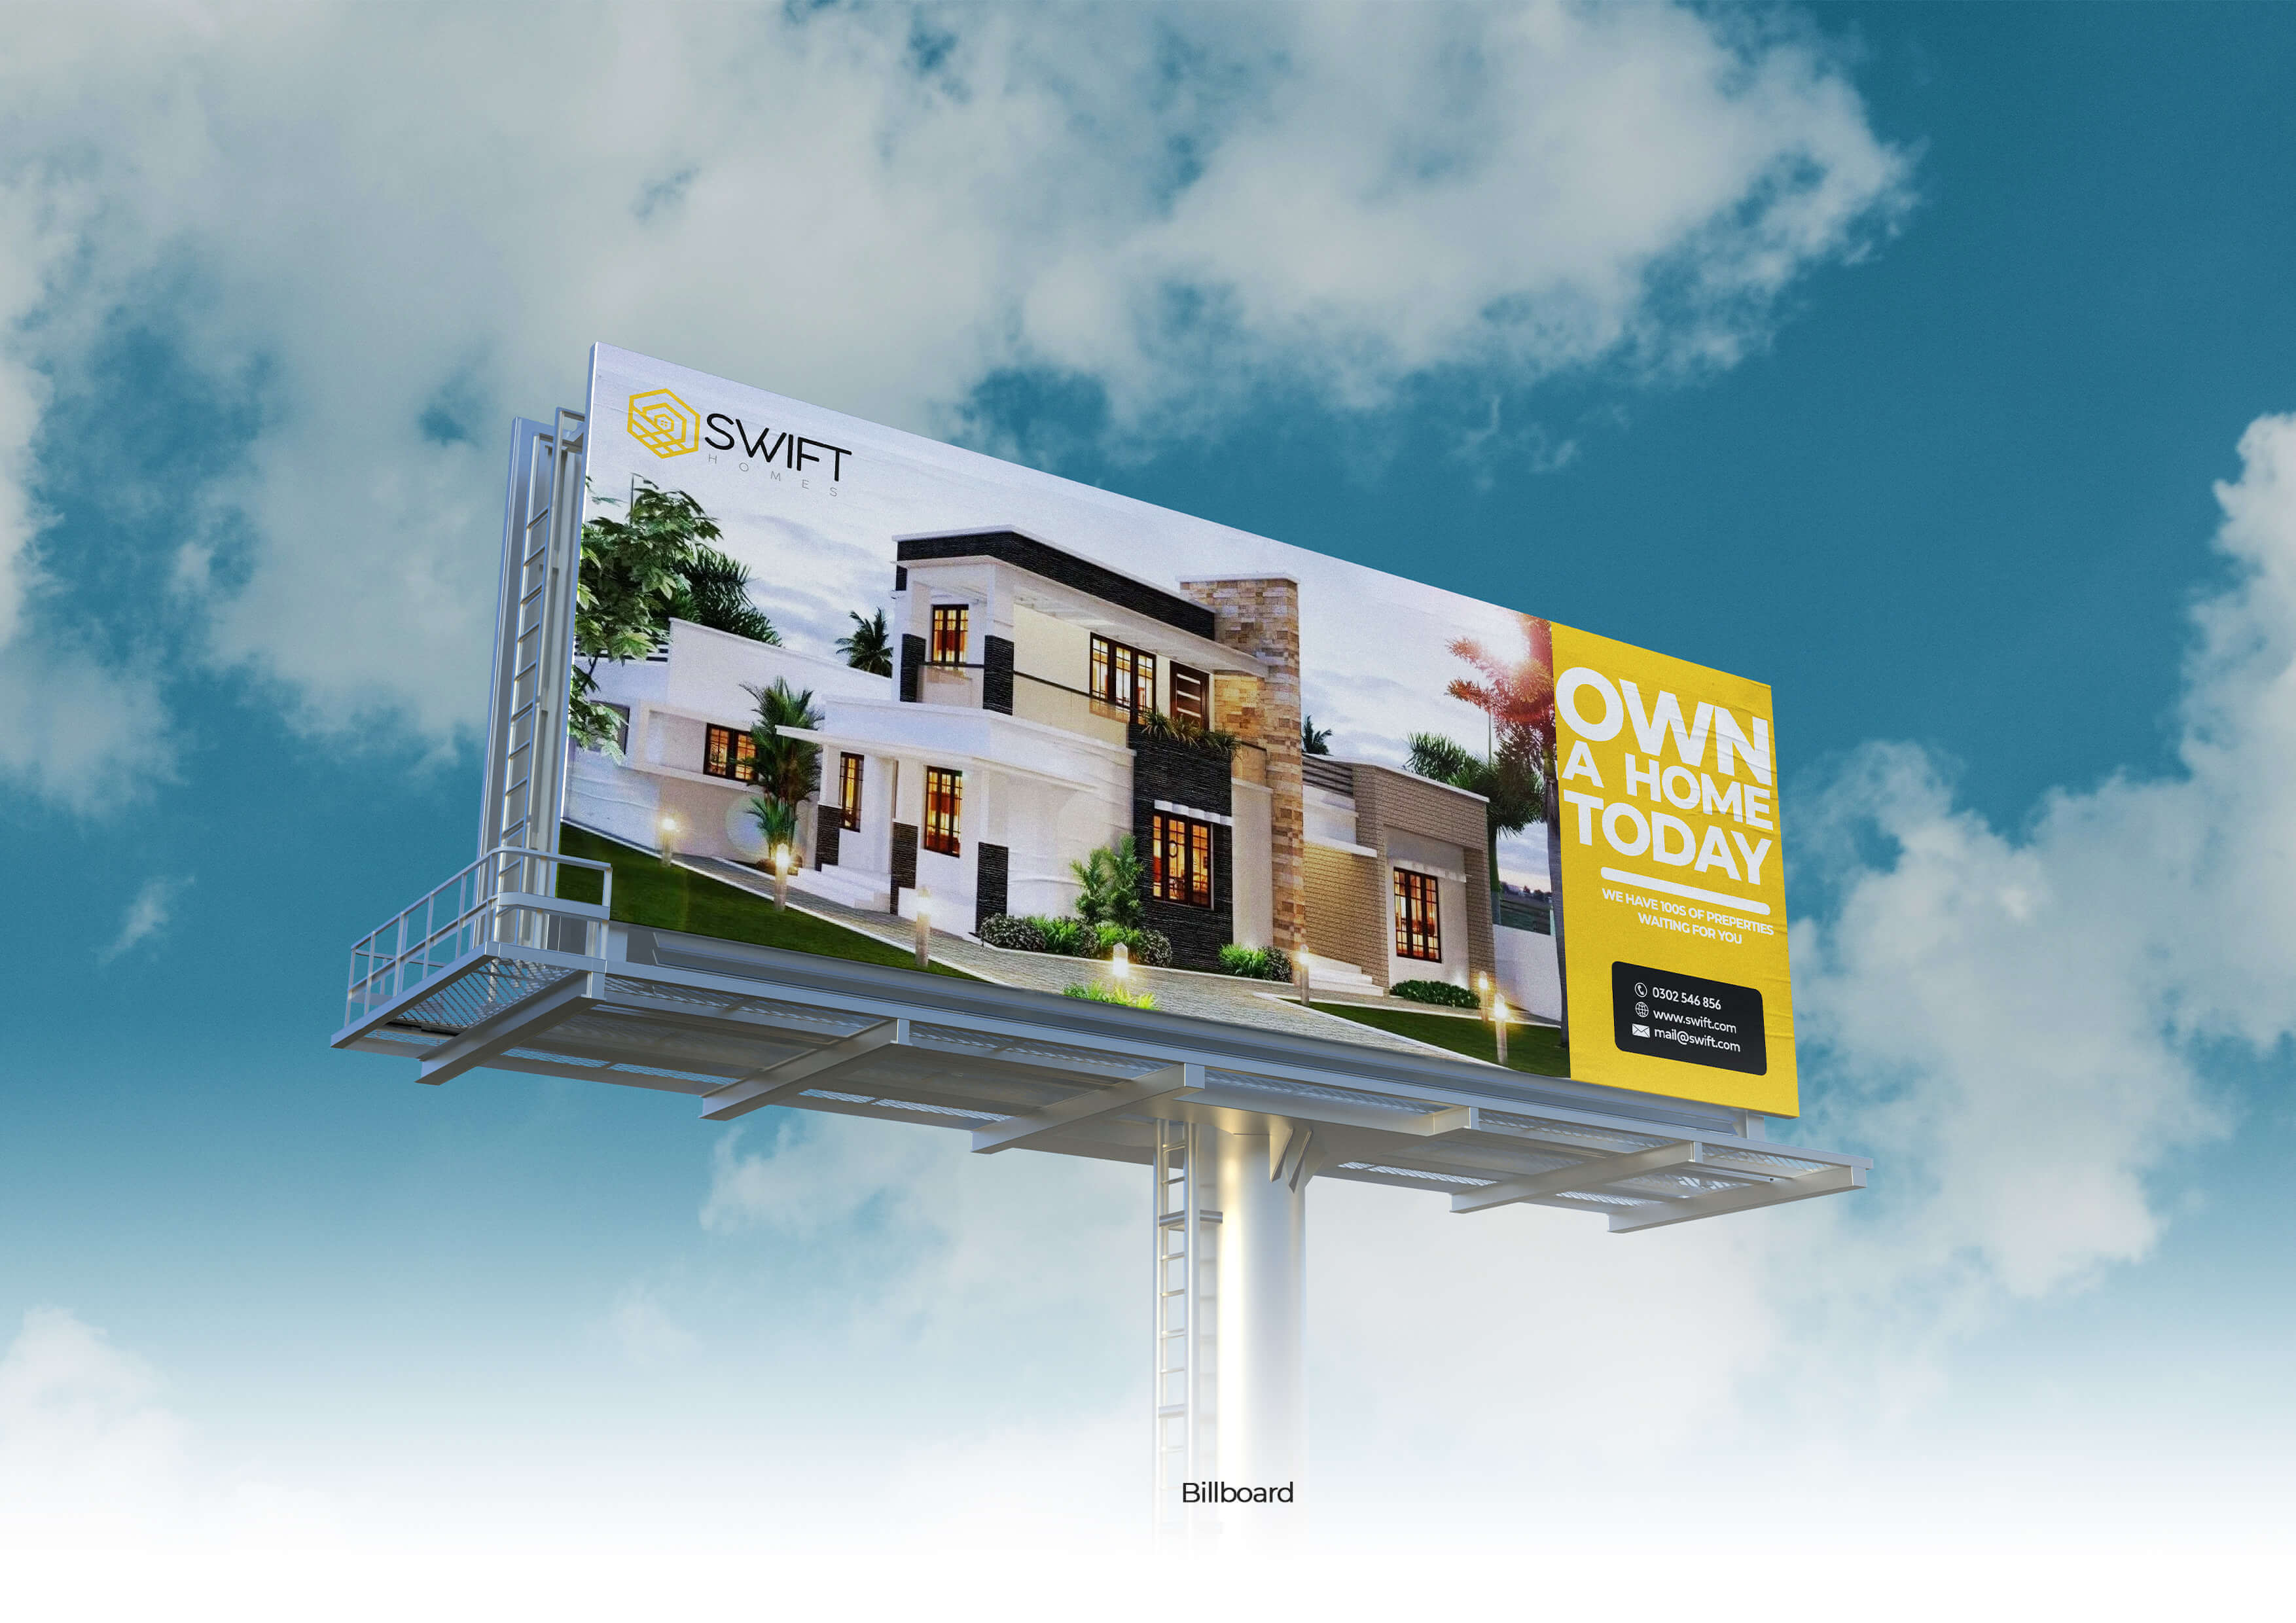 SWIFT
HOMES
OWN
A HOME
TODAY
WE HAVE 100S OF PREPERTIES
WAITING FOR YOU
0302 546 856
www.swift.com
mail@swift.com
Billboard